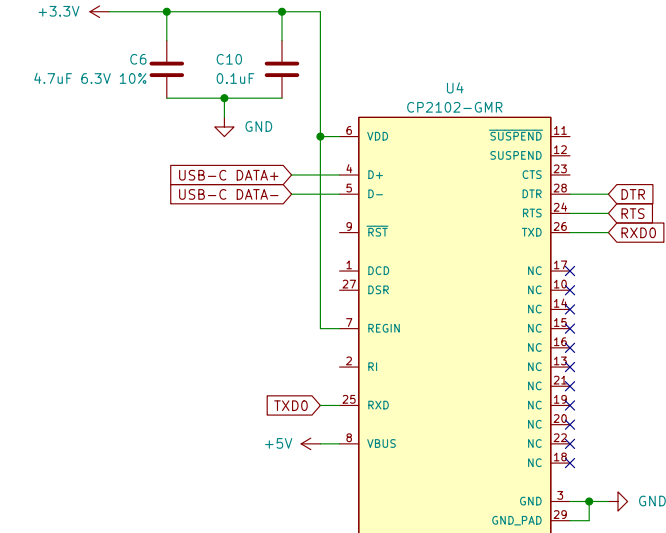 +3.3V
C6
4.7uF 6.3V 10%
C10
0.1uF
GND
U4
CP2102-GMR
6 VDD
SUSPEND 11
SUSPEND 12
CTS 23
USB-C DATA+ 4 D+
DTR 28 DTR
USB-C DATA- 5 D-
RTS 24 RTS
9 RST
TXD 26 RXD0
1 DCD
NC 17
27 DSR
NC 10
NC 14
7 REGIN
NC 15
NC 16
2 RI
NC 13
NC 21
TXD0 25 RXD
NC 19
NC 20
+5V 8 VBUS
NC 22
NC 18
GND 3 GND
GND_PAD 29